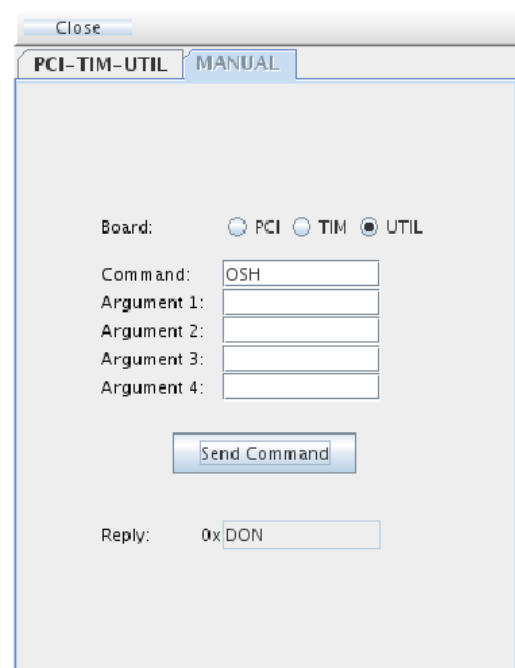 Close
PCI-TIM-UTIL MANUAL
Board: PCI TIM UTIL
Command: OSH
Argument 1:
Argument 2:
Argument 3:
Argument 4:
Send Command
Reply: 0x DON